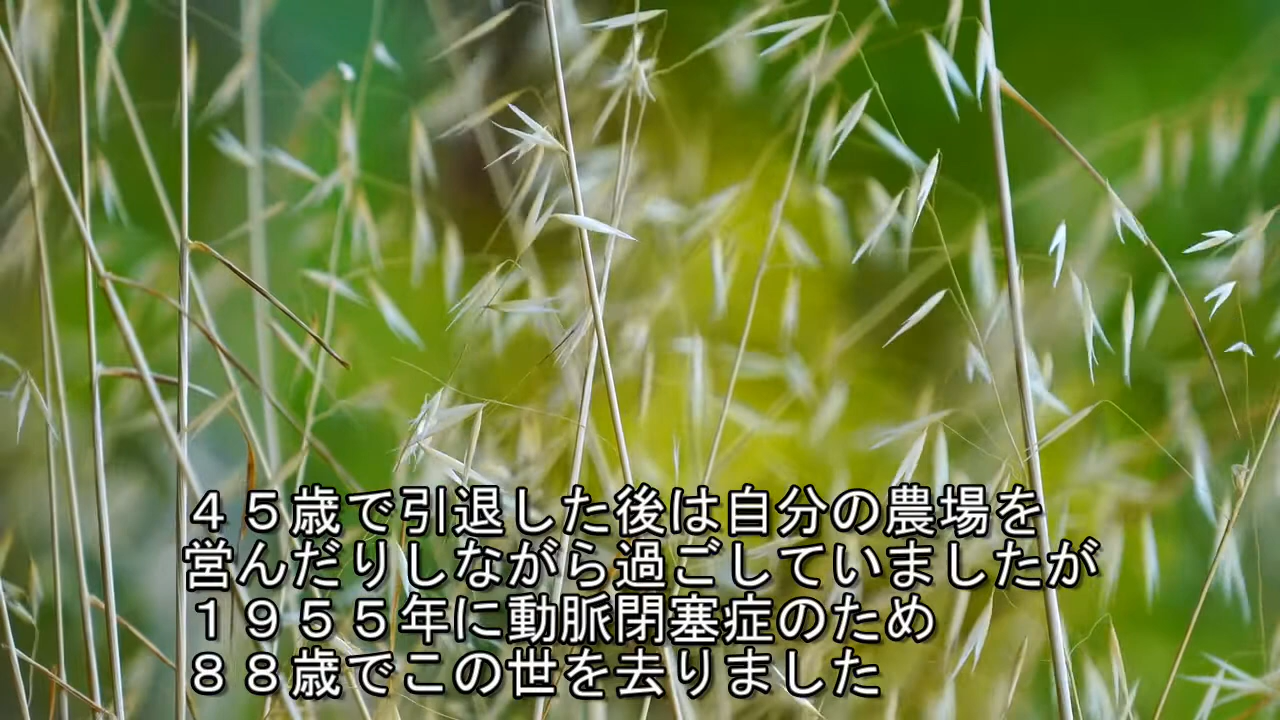 ４５歳で引退した後は自分の農場を
営んだりしながら過ごしていましたが
１９５５年に動脈閉塞症のため
８８歳でこの世を去りました